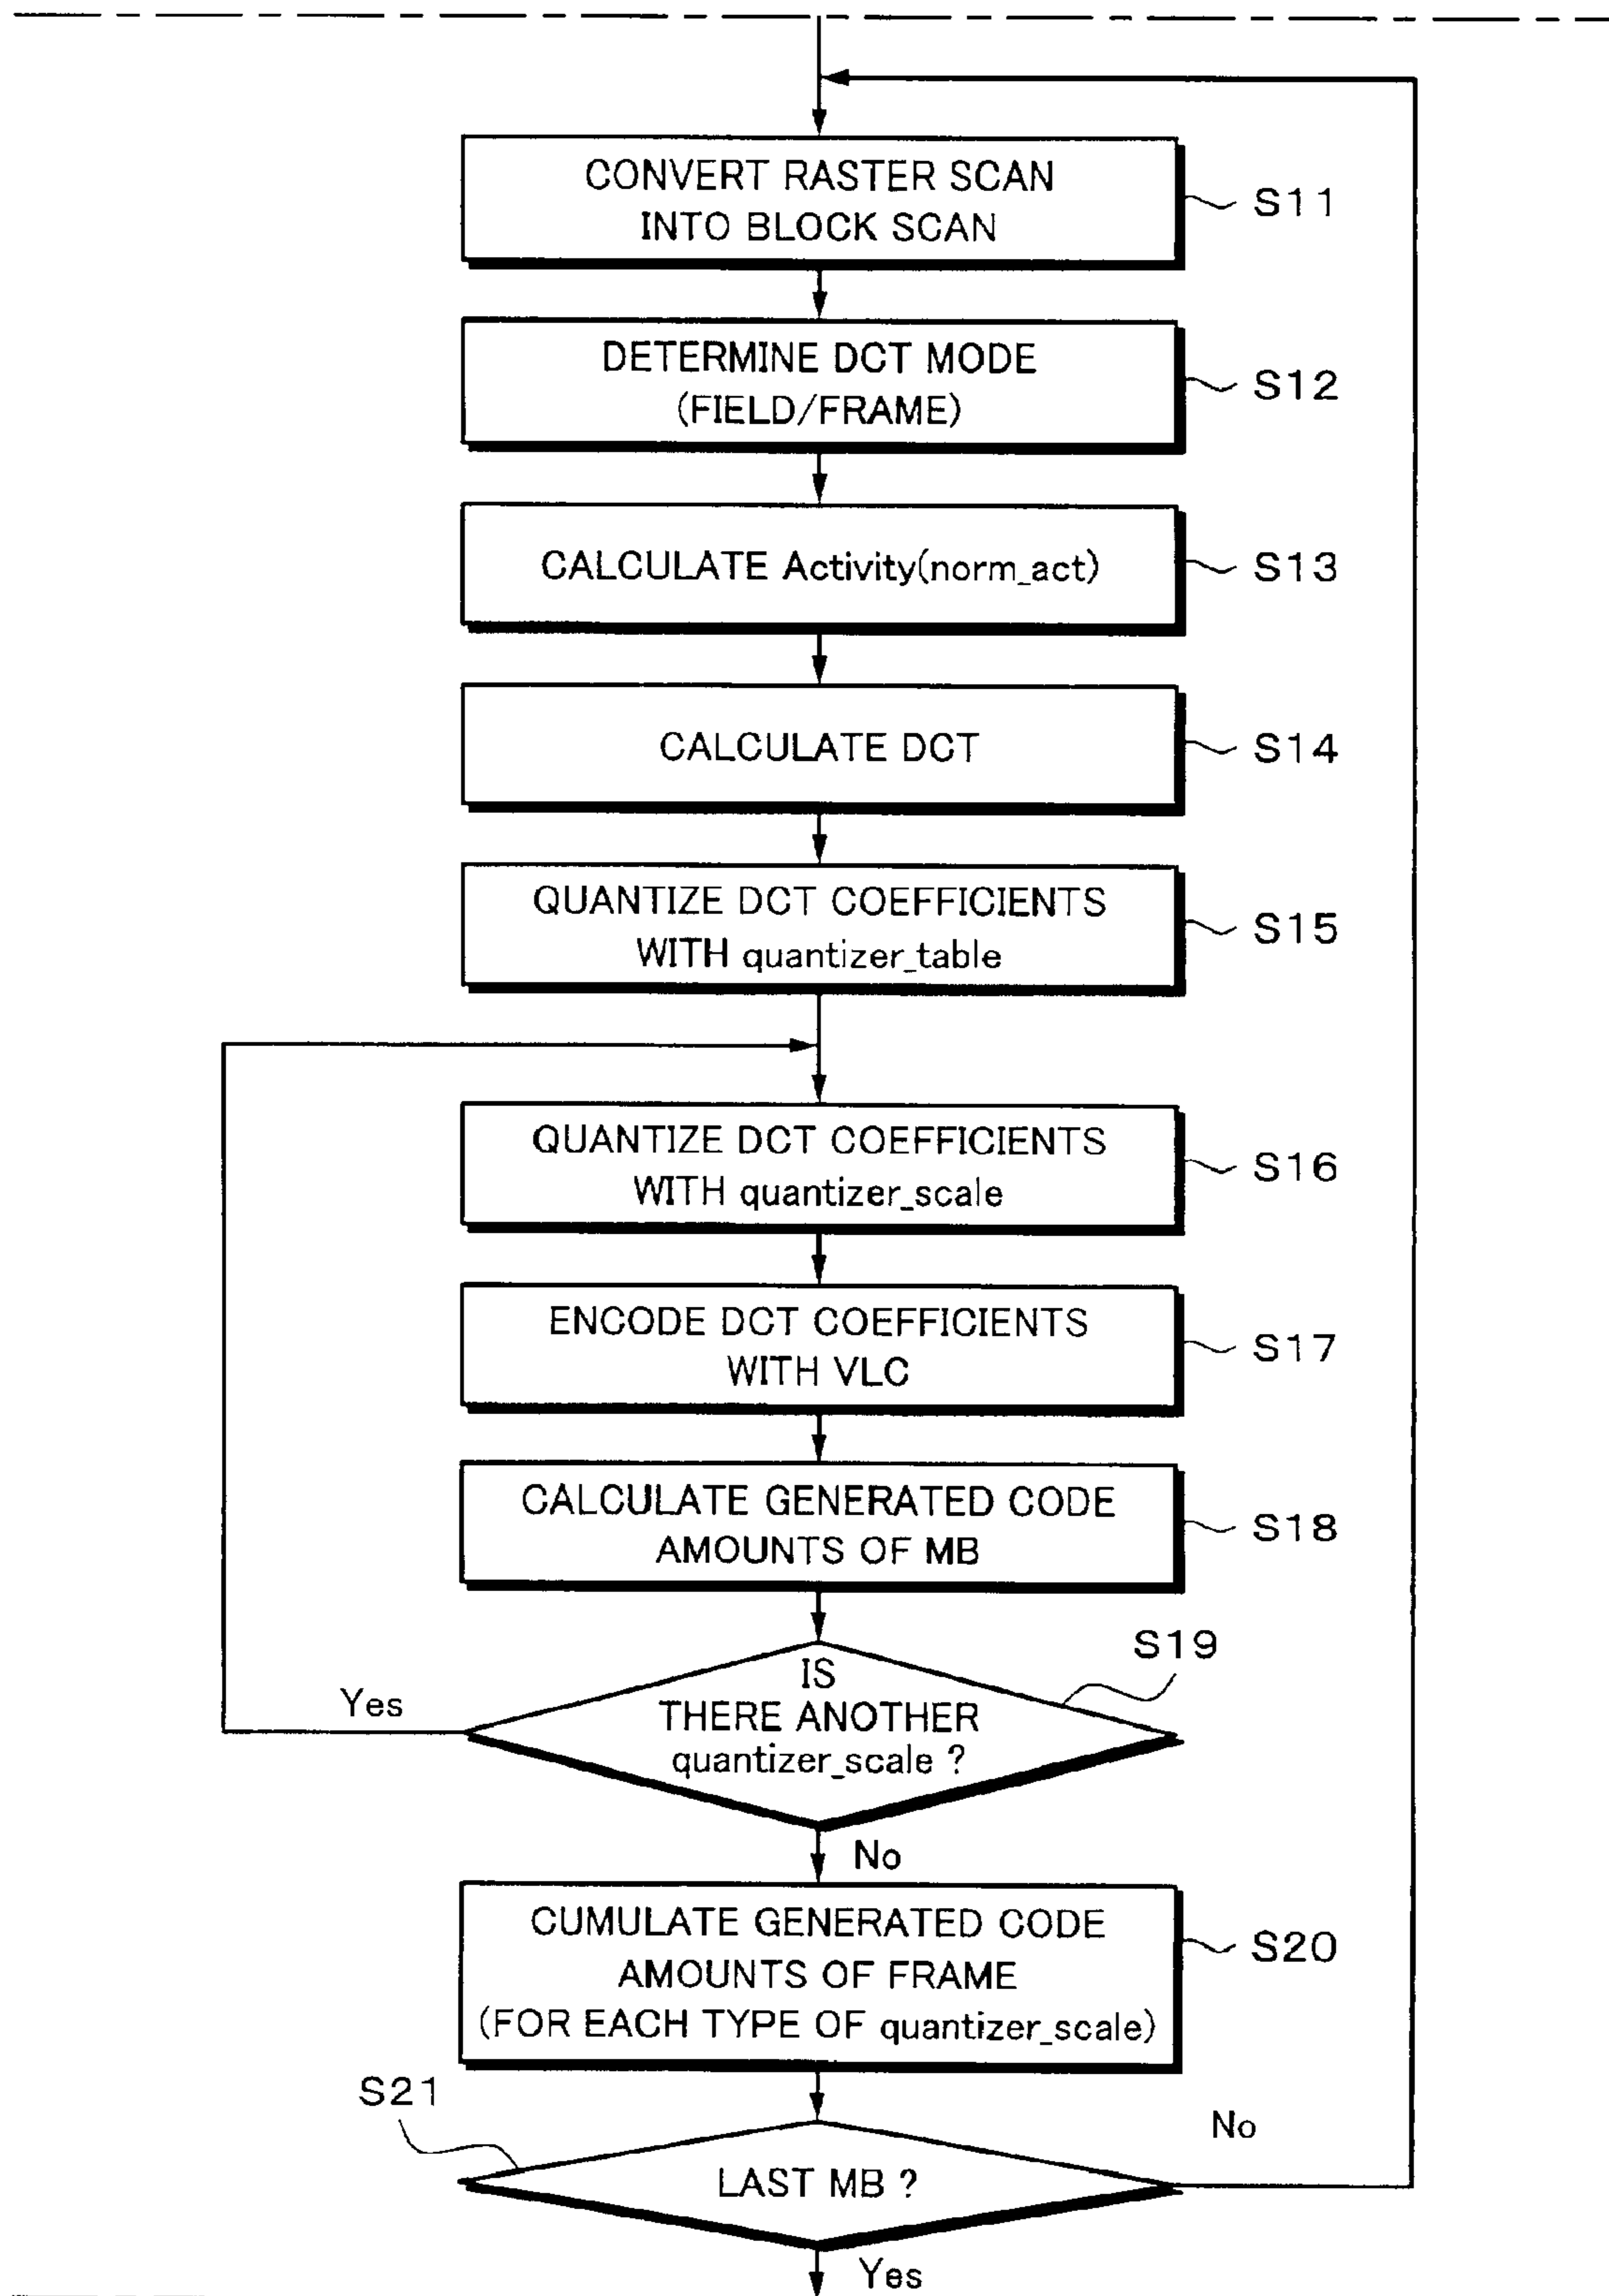 CONVERT RASTER SCAN
INTO BLOCK SCAN
S11
DETERMINE DCT MODE
(FIELD/FRAME)
S12
CALCULATE Activity(norm_act)
S13
CALCULATE DCT
S14
QUANTIZE DCT COEFFICIENTS
WITH quantizer_table
S15
QUANTIZE DCT COEFFICIENTS
WITH quantizer_scale
S16
ENCODE DCT COEFFICIENTS
WITH VLC
S17
CALCULATE GENERATED CODE
AMOUNTS OF MB
S18
S19
IS
THERE ANOTHER
quantizer_scale ?
Yes
No
CUMULATE GENERATED CODE
AMOUNTS OF FRAME
(FOR EACH TYPE OF quantizer_scale)
S20
S21
LAST MB ?
No
Yes